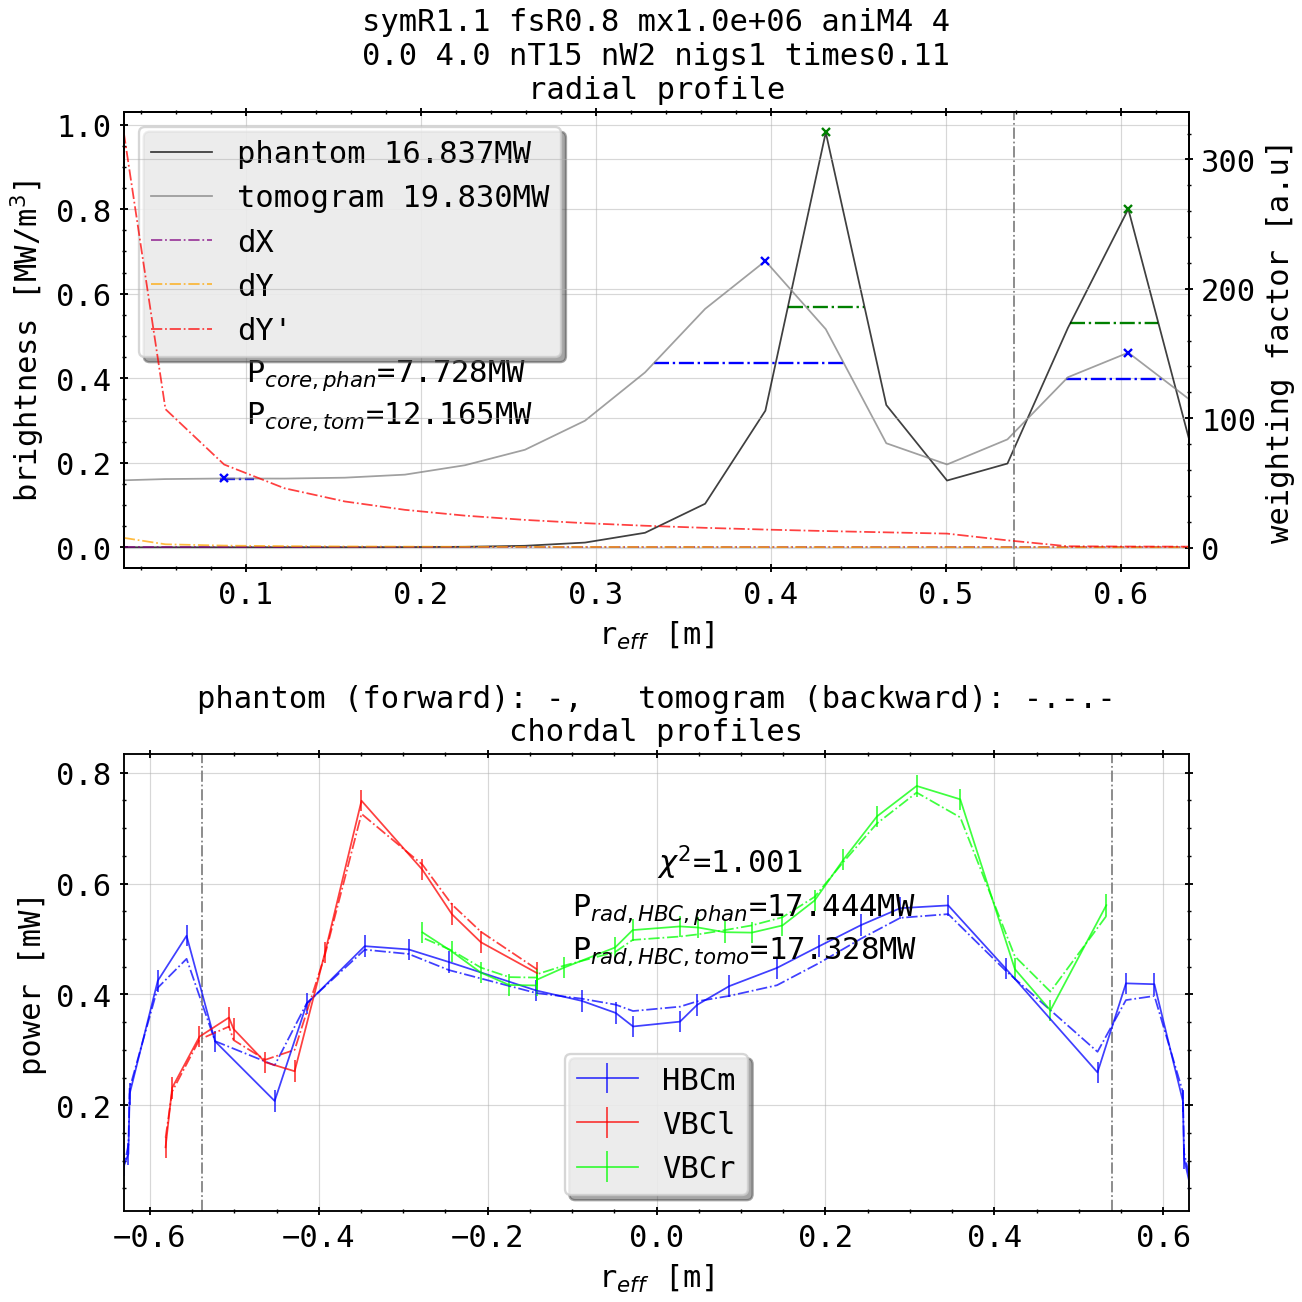 symR1.1 fsR0.8 mx1.0e+06 aniM4 4
0.0 4.0 nT15 nW2 nigs1 times0.11
radial profile
brightness [MW/m³]
1.0
0.8
0.6
0.4
0.2
0.0
phantom 16.837MW
tomogram 19.830MW
dX
dY
dY'
P_core,phan=7.728MW
P_core,tom=12.165MW
300
200
100
0
weighting factor [a.u]
0.1 0.2 0.3 0.4 0.5 0.6
r_eff [m]
phantom (forward): -, tomogram (backward): -.-.-
chordal profiles
power [mW]
0.8
0.6
0.4
0.2
χ²=1.001
P_rad,HBC,phan=17.444MW
P_rad,HBC,tomo=17.328MW
HBCm
VBCl
VBCr
−0.6 −0.4 −0.2 0.0 0.2 0.4 0.6
r_eff [m]